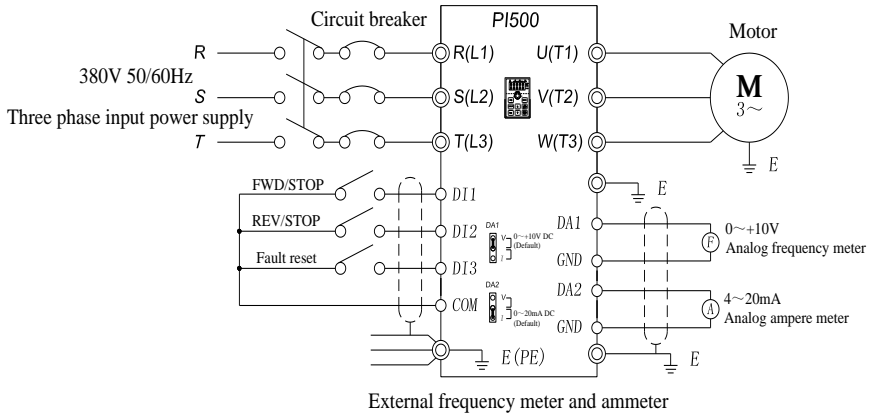 Circuit breaker
PI500
Motor
R
R(L1)
U(T1)
380V 50/60Hz
M
3~
S
S(L2)
V(T2)
Three phase input power supply
T
T(L3)
W(T3)
E
FWD/STOP
DI1
E
REV/STOP
DI2
DA1
V
0～+10V DC
(Default)
I
DA1
F
0～+10V
Analog frequency meter
Fault reset
DI3
GND
COM
DA2
V
0～20mA DC
(Default)
I
DA2
A
4～20mA
Analog ampere meter
GND
E(PE)
E
External frequency meter and ammeter